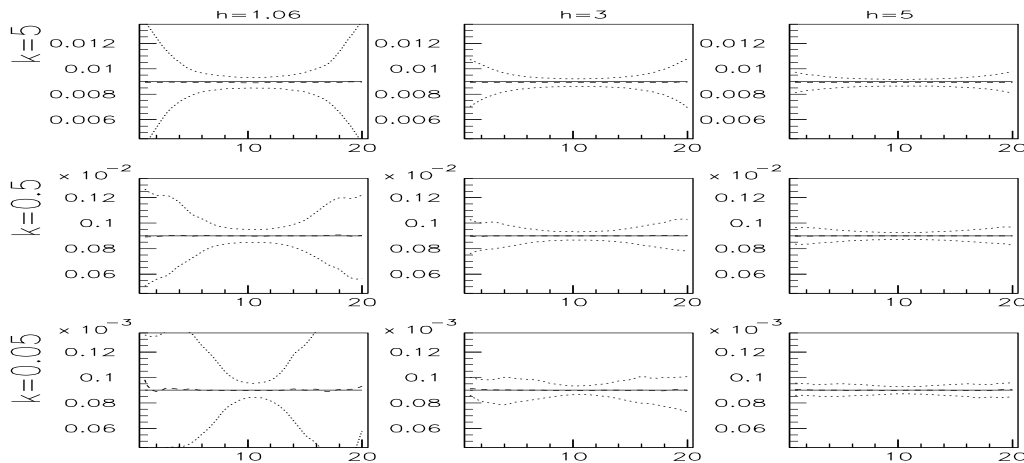 h=1.06 h=3 h=5
k=5
0.012 0.012 0.012
0.01 0.01 0.01
0.008 0.008 0.008
0.006 0.006 0.006
10 20 10 20 10 20
k=0.5
x 10^-2 x 10^-2 x 10^-2
0.12 0.12 0.12
0.1 0.1 0.1
0.08 0.08 0.08
0.06 0.06 0.06
10 20 10 20 10 20
k=0.05
x 10^-3 x 10^-3 x 10^-3
0.12 0.12 0.12
0.1 0.1 0.1
0.08 0.08 0.08
0.06 0.06 0.06
10 20 10 20 10 20